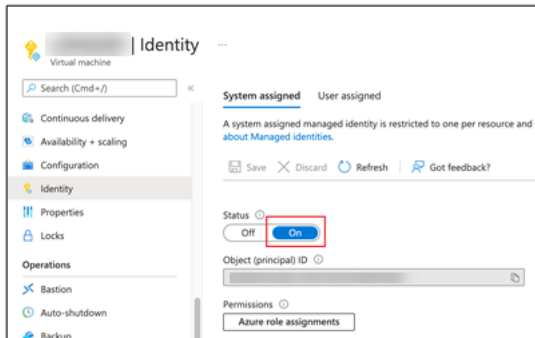 | Identity ...
Virtual machine
Search (Cmd+/)
«
Continuous delivery
Availability + scaling
Configuration
Identity
Properties
Locks
Operations
Bastion
Auto-shutdown
Backup
System assigned User assigned
A system assigned managed identity is restricted to one per resource and
about Managed identities.
Save Discard Refresh Got feedback?
Status
Off On
Object (principal) ID
Permissions
Azure role assignments